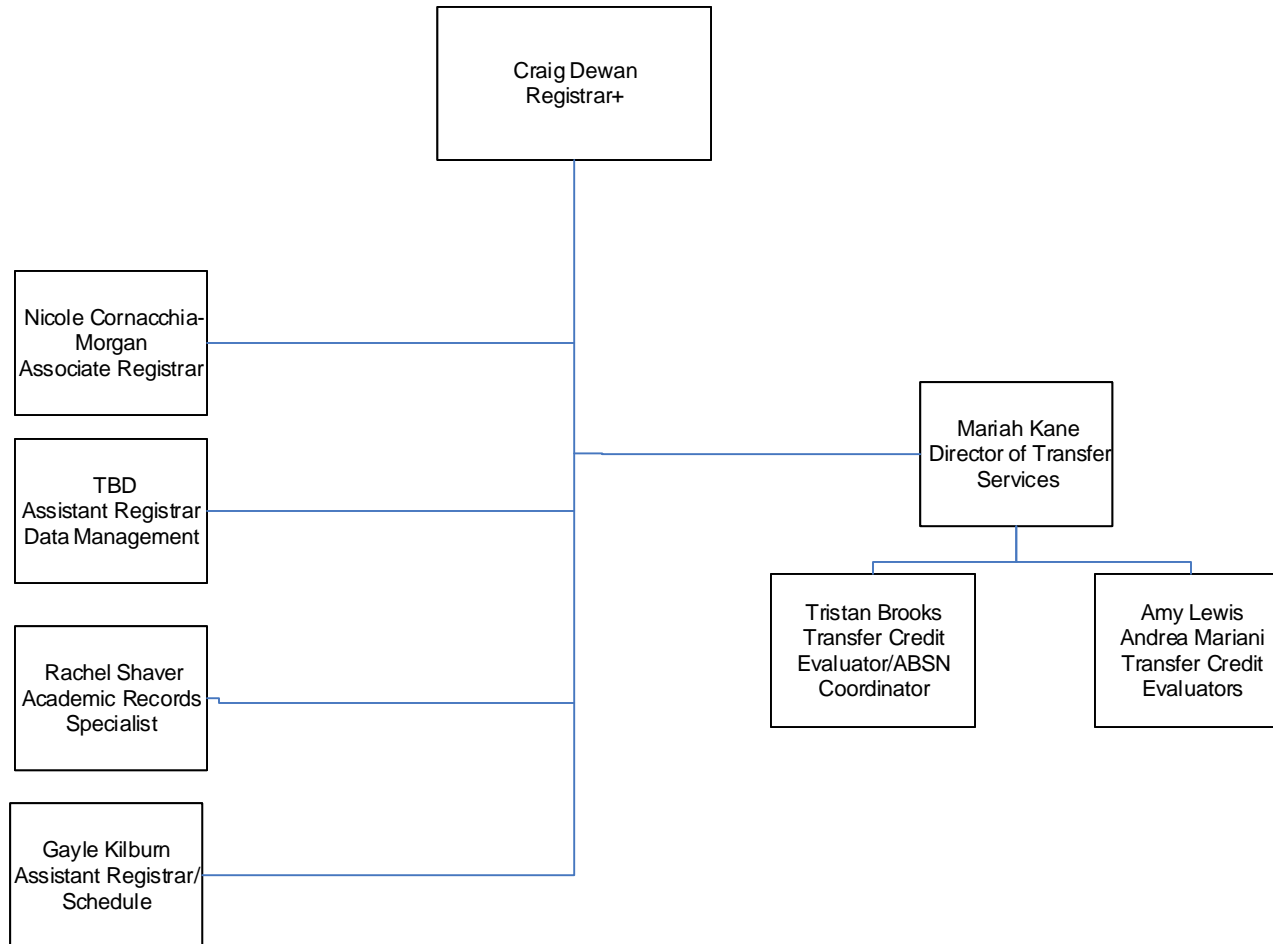 Craig Dewan
Registrar+
Nicole Cornacchia-
Morgan
Associate Registrar
TBD
Assistant Registrar
Data Management
Rachel Shaver
Academic Records
Specialist
Gayle Kilburn
Assistant Registrar/
Schedule
Mariah Kane
Director of Transfer
Services
Tristan Brooks
Transfer Credit
Evaluator/ABSN
Coordinator
Amy Lewis
Andrea Mariani
Transfer Credit
Evaluators